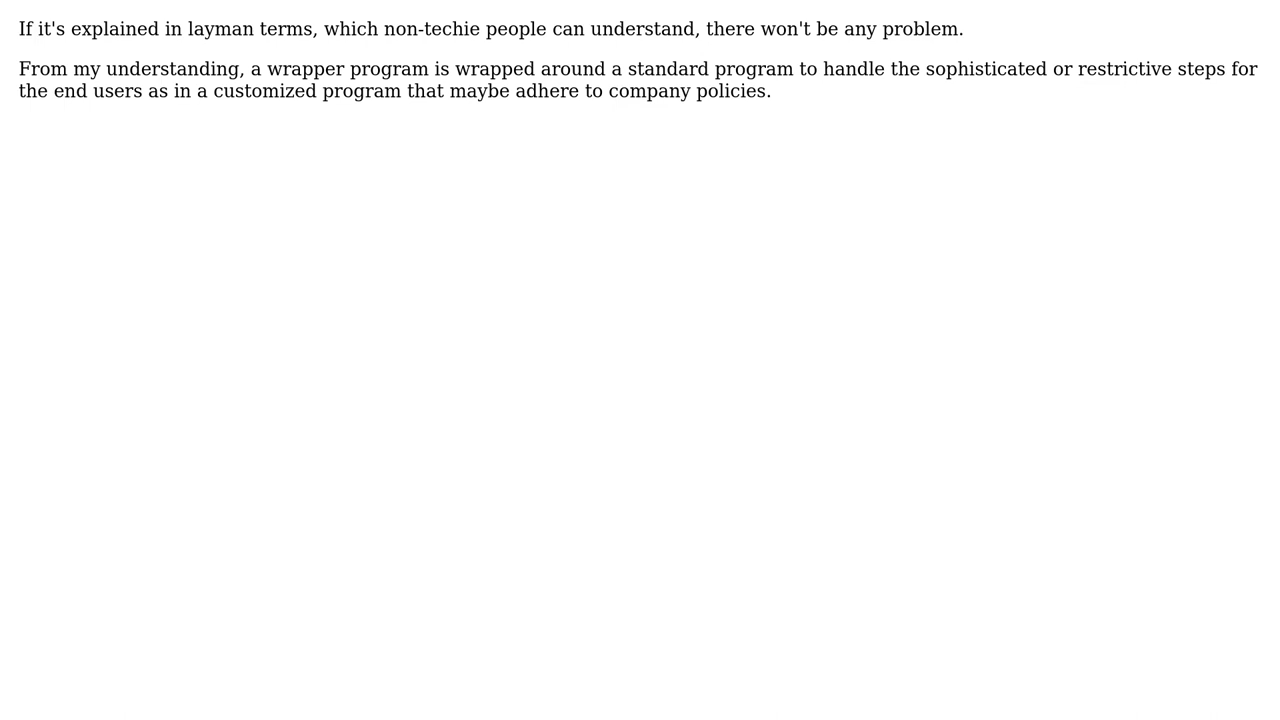 If it's explained in layman terms, which non-techie people can understand, there won't be any problem.
From my understanding, a wrapper program is wrapped around a standard program to handle the sophisticated or restrictive steps for
the end users as in a customized program that maybe adhere to company policies.